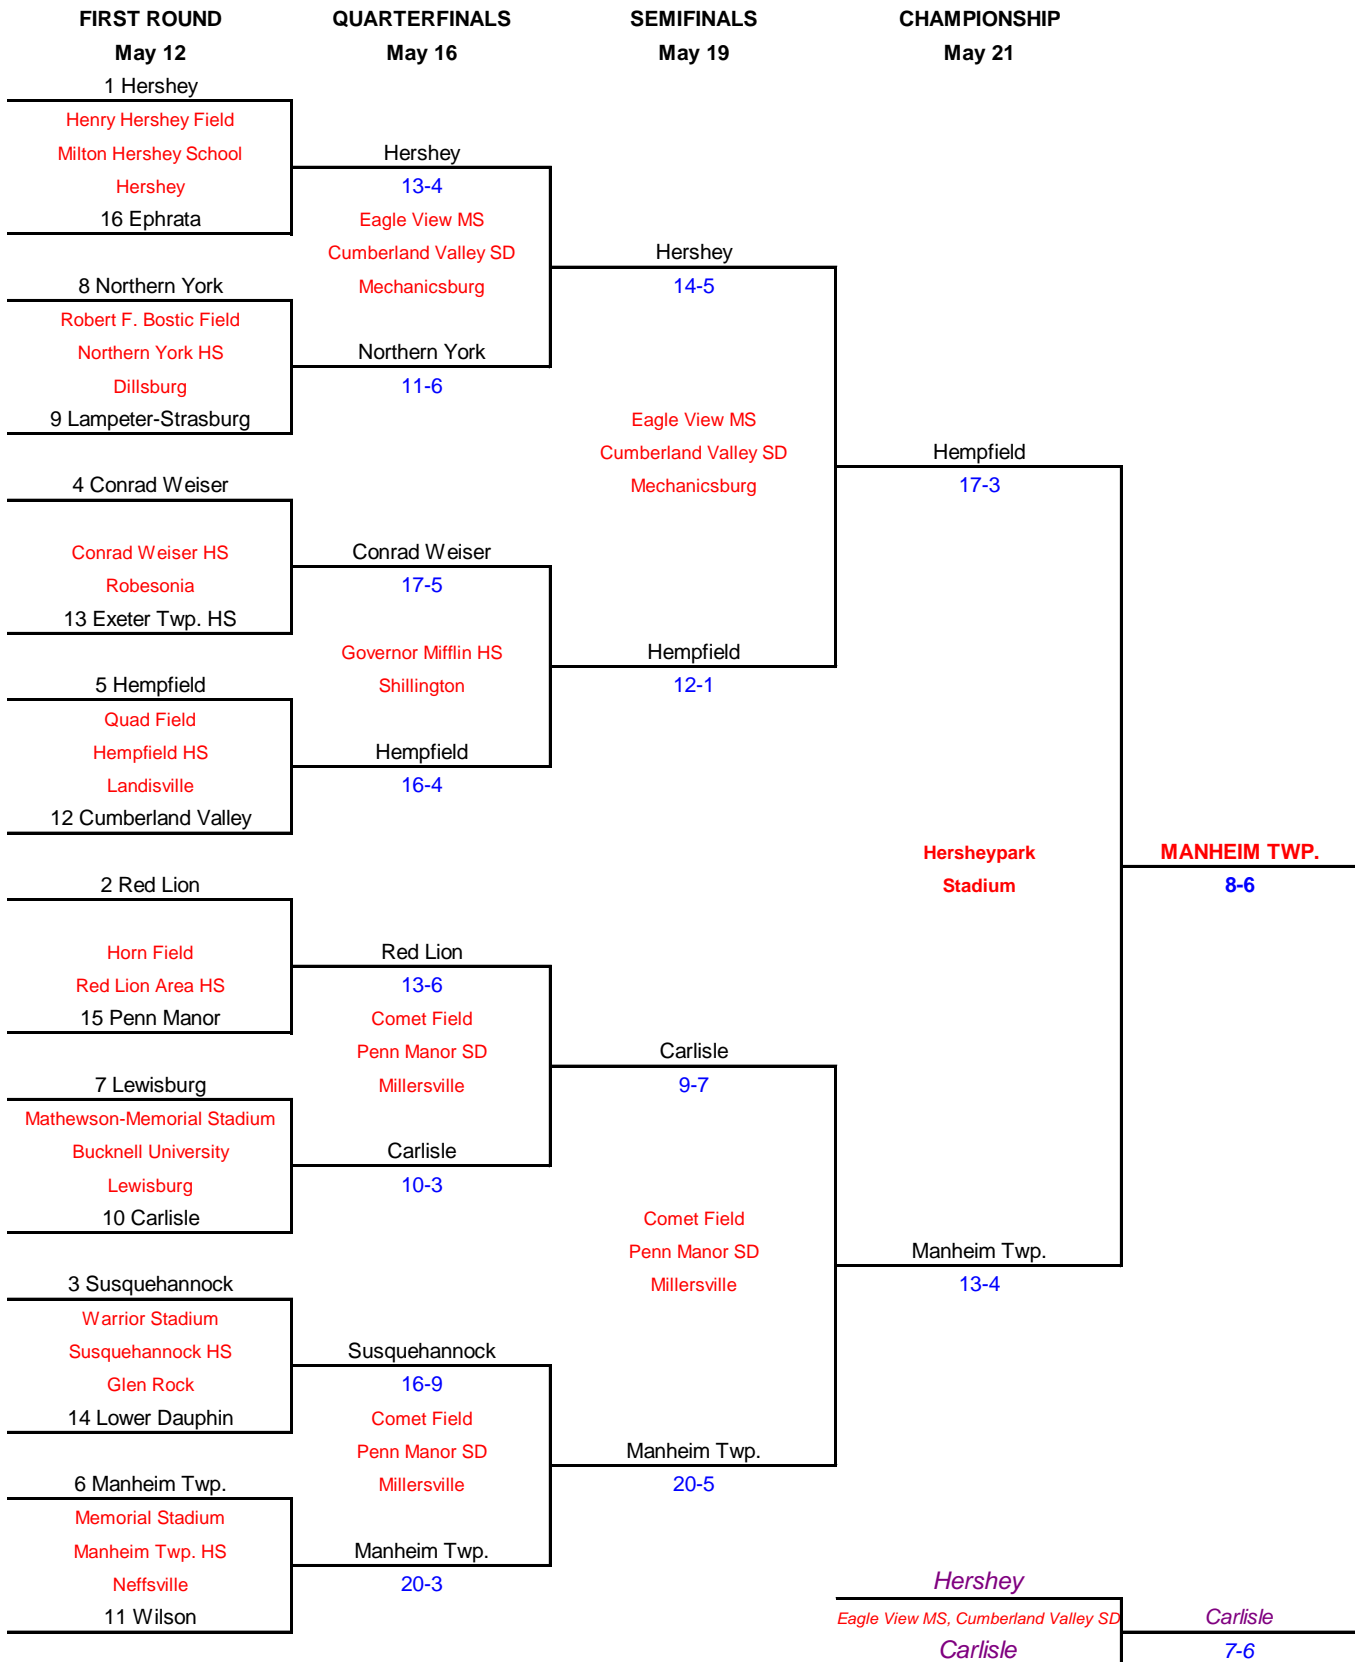 FIRST ROUND QUARTERFINALS SEMIFINALS CHAMPIONSHIP
May 12 May 16 May 19 May 21
1 Hershey
Henry Hershey Field
Milton Hershey School
Hershey
16 Ephrata
8 Northern York
Robert F. Bostic Field
Northern York HS
Dillsburg
9 Lampeter-Strasburg
4 Conrad Weiser
Conrad Weiser HS
Robesonia
13 Exeter Twp. HS
5 Hempfield
Quad Field
Hempfield HS
Landisville
12 Cumberland Valley
2 Red Lion
Horn Field
Red Lion Area HS
15 Penn Manor
7 Lewisburg
Mathewson-Memorial Stadium
Bucknell University
Lewisburg
10 Carlisle
3 Susquehannock
Warrior Stadium
Susquehannock HS
Glen Rock
14 Lower Dauphin
6 Manheim Twp.
Memorial Stadium
Manheim Twp. HS
Neffsville
11 Wilson
Hershey
13-4
Eagle View MS
Cumberland Valley SD
Mechanicsburg
Northern York
11-6
Conrad Weiser
17-5
Governor Mifflin HS
Shillington
Hempfield
16-4
Red Lion
13-6
Comet Field
Penn Manor SD
Millersville
Carlisle
10-3
Susquehannock
16-9
Comet Field
Penn Manor SD
Millersville
Manheim Twp.
20-3
Hershey
14-5
Eagle View MS
Cumberland Valley SD
Mechanicsburg
Hempfield
12-1
Carlisle
9-7
Comet Field
Penn Manor SD
Millersville
Manheim Twp.
20-5
Hempfield
17-3
Hersheypark
Stadium
Manheim Twp.
13-4
MANHEIM TWP.
8-6
Hershey
Eagle View MS, Cumberland Valley SD
Carlisle
Carlisle
7-6